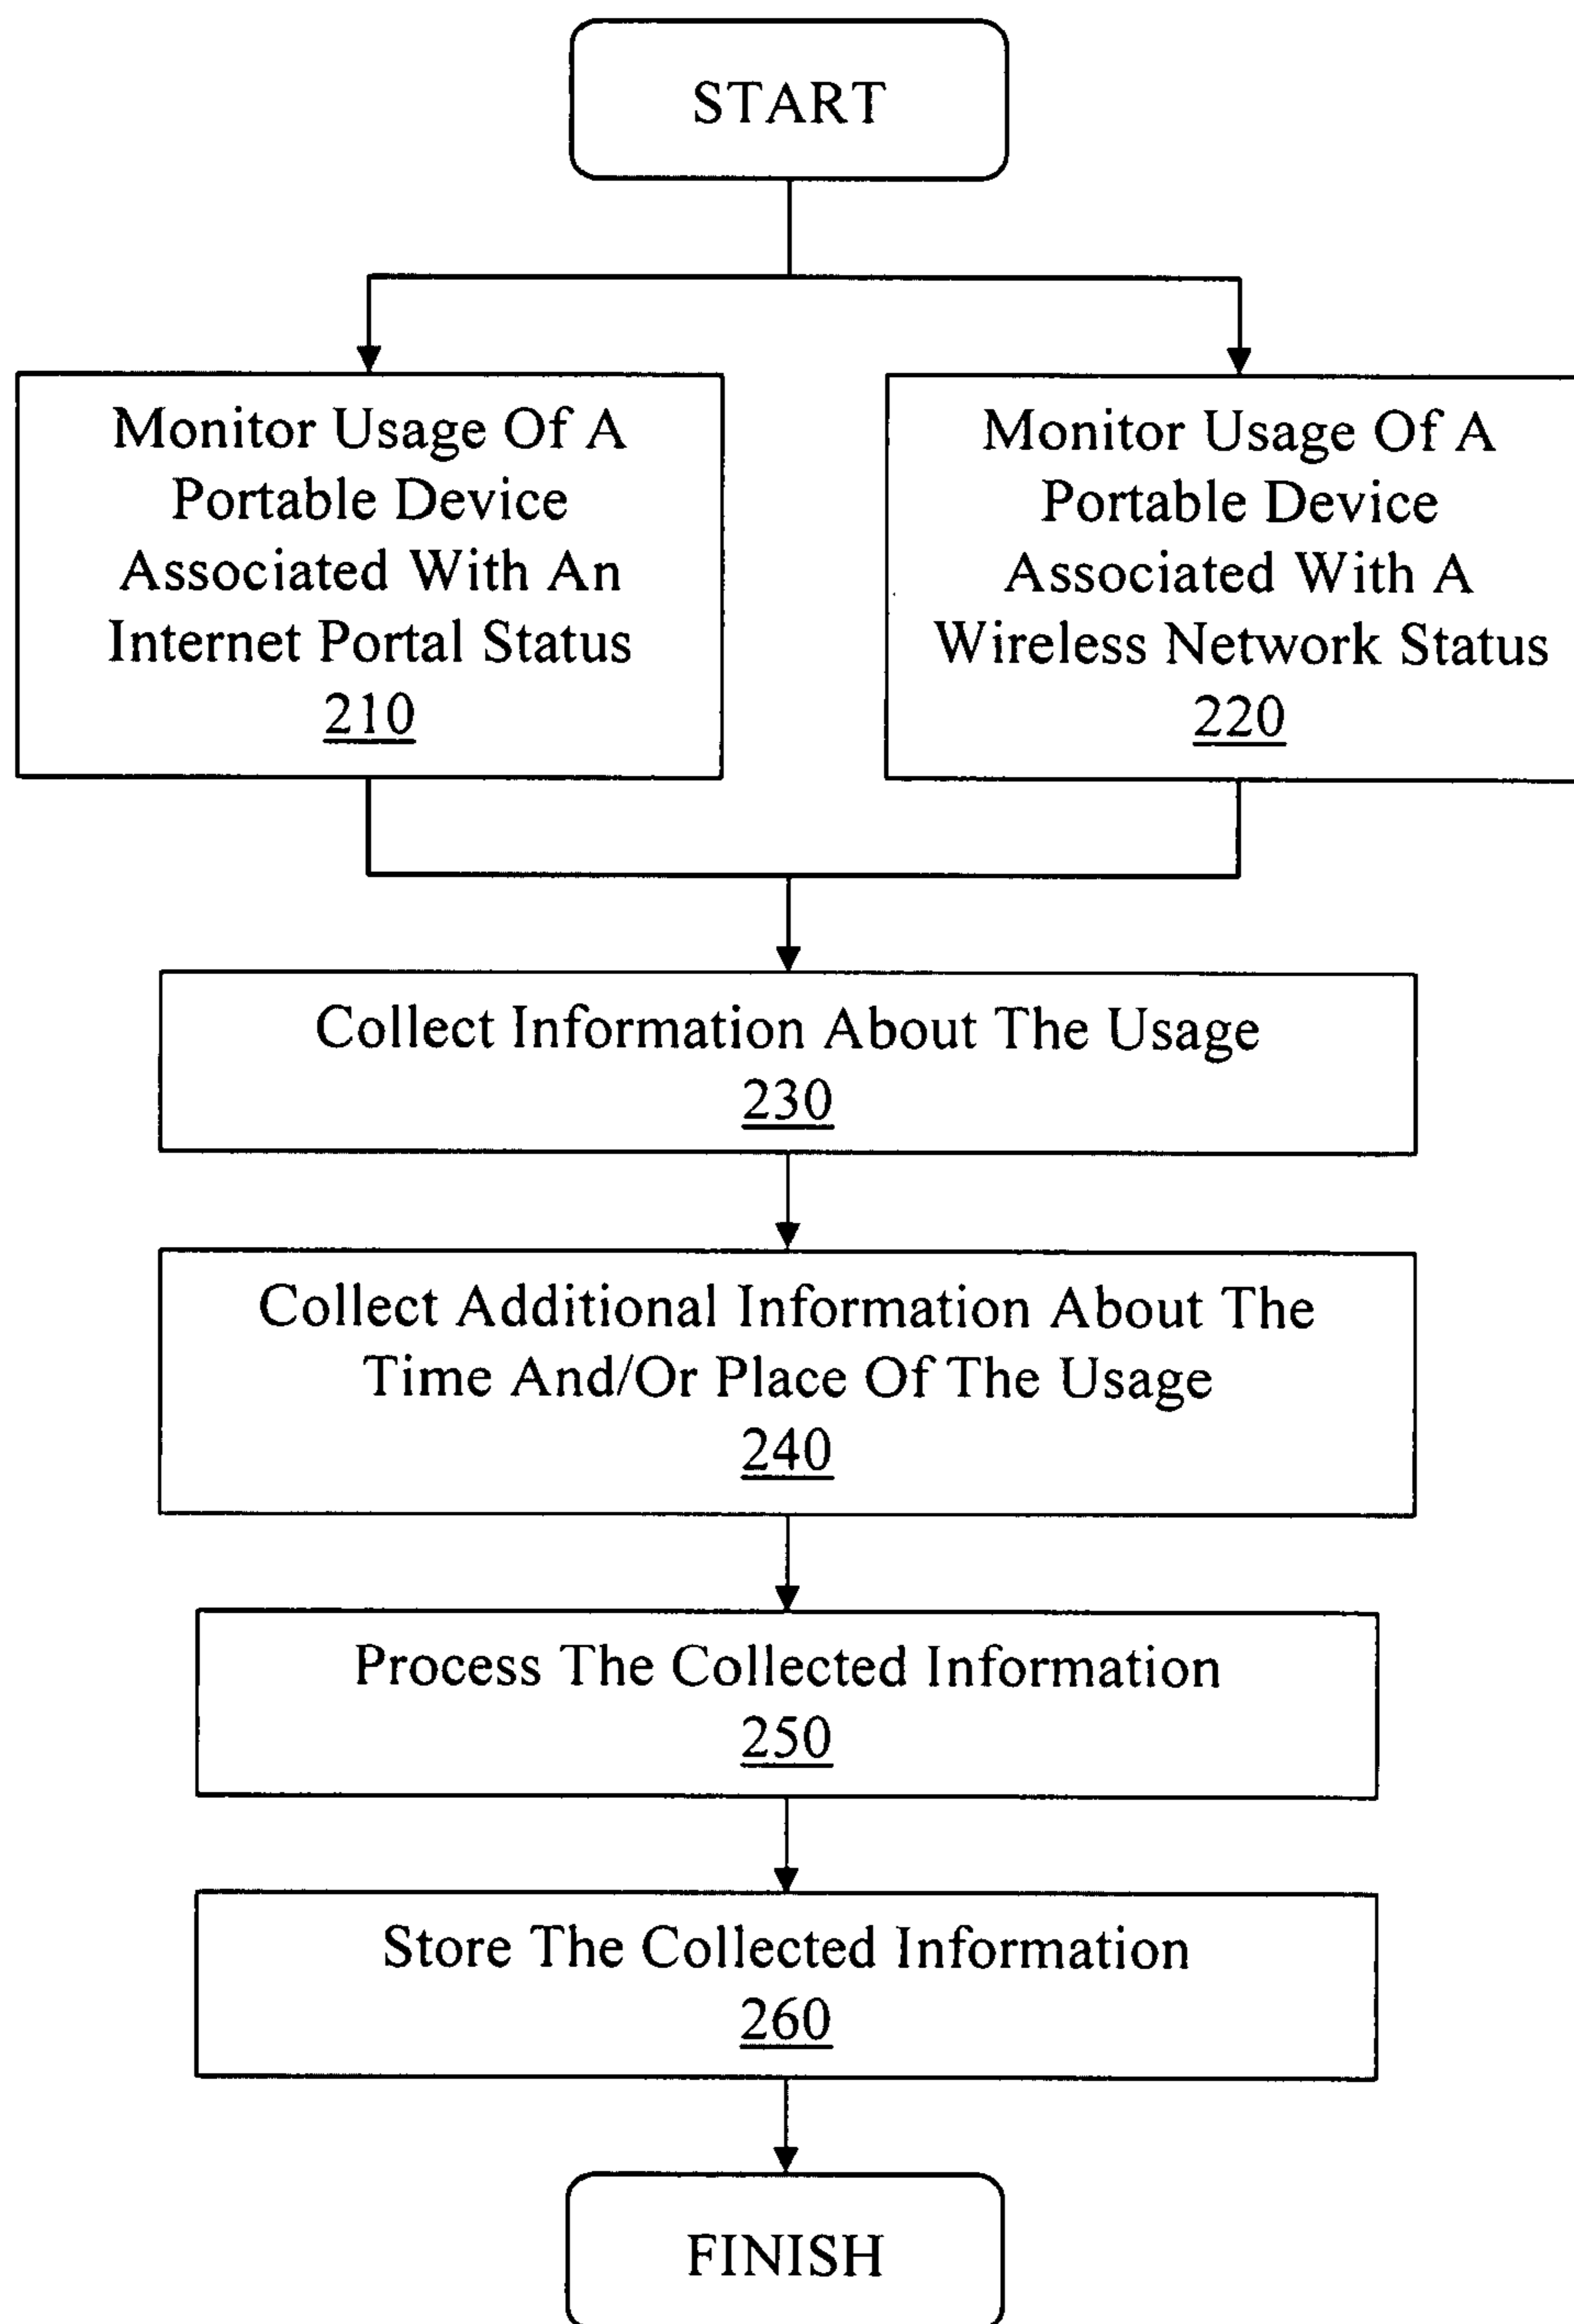 START
Monitor Usage Of A
Portable Device
Associated With An
Internet Portal Status
210
Monitor Usage Of A
Portable Device
Associated With A
Wireless Network Status
220
Collect Information About The Usage
230
Collect Additional Information About The
Time And/Or Place Of The Usage
240
Process The Collected Information
250
Store The Collected Information
260
FINISH